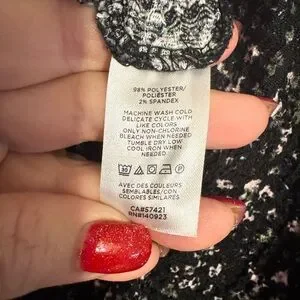 98% POLYESTER/
POLIÉSTER
2% SPANDEX
MACHINE WASH COLD
DELICATE CYCLE WITH
LIKE COLORS
ONLY NON-CHLORINE
BLEACH WHEN NEEDED
TUMBLE DRY LOW
COOL IRON WHEN
NEEDED
AVEC DES COULEURS
SEMBLABLES/CON
COLORES SIMILARES
CA#57421
RN#140923